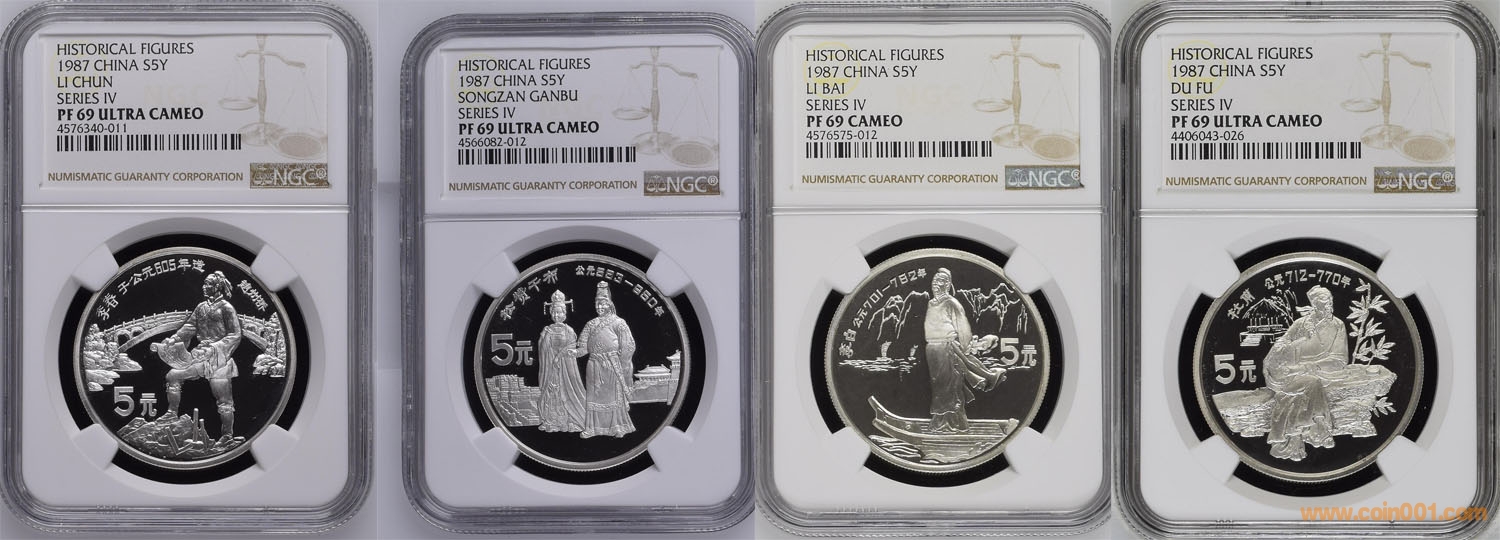 HISTORICAL FIGURES
1987 CHINA S5Y
LI CHUN
SERIES IV
PF 69 ULTRA CAMEO
4576340-011
NUMISMATIC GUARANTY CORPORATION
NGC®
李春 于公元605年造 赵州桥
5元
HISTORICAL FIGURES
1987 CHINA S5Y
SONGZAN GANBU
SERIES IV
PF 69 ULTRA CAMEO
4566082-012
NUMISMATIC GUARANTY CORPORATION
NGC®
松赞干布
5元
HISTORICAL FIGURES
1987 CHINA S5Y
LI BAI
SERIES IV
PF 69 CAMEO
4576575-012
NUMISMATIC GUARANTY CORPORATION
NGC®
李白 公元701-762年
5元
HISTORICAL FIGURES
1987 CHINA S5Y
DU FU
SERIES IV
PF 69 ULTRA CAMEO
4406043-026
NUMISMATIC GUARANTY CORPORATION
NGC®
杜甫 公元712-770年
5元
www.coin001.com